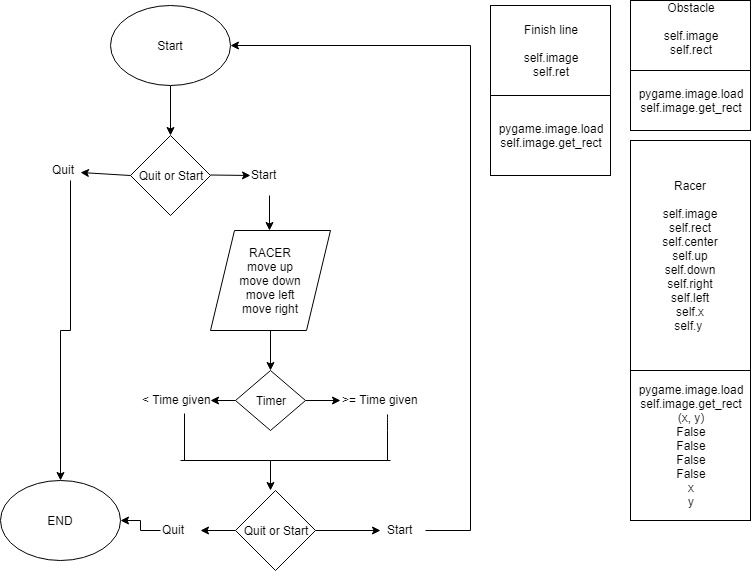 Start
Quit or Start
Quit
Start
RACER
move up
move down
move left
move right
Timer
< Time given
>= Time given
Quit or Start
Quit
Start
END
Finish line
self.image
self.ret
pygame.image.load
self.image.get_rect
Obstacle
self.image
self.rect
pygame.image.load
self.image.get_rect
Racer
self.image
self.rect
self.center
self.up
self.down
self.right
self.left
self.x
self.y
pygame.image.load
self.image.get_rect
(x, y)
False
False
False
False
x
y